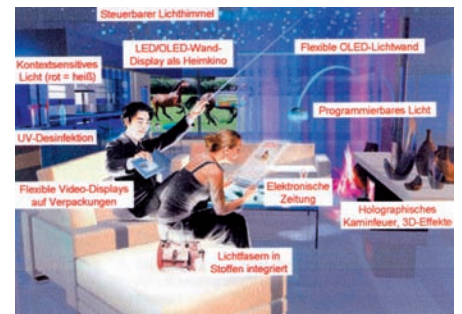 Steuerbarer Lichthimmel
LED/OLED-Wand-
Display als Heimkino
Flexible OLED-Lichtwand
Kontextsensitives
Licht (rot = heiß)
Programmierbares Licht
UV-Desinfektion
Flexible Video-Displays
auf Verpackungen
Elektronische
Zeitung
Holographisches
Kaminfeuer, 3D-Effekte
Lichtfasern in
Stoffen integriert